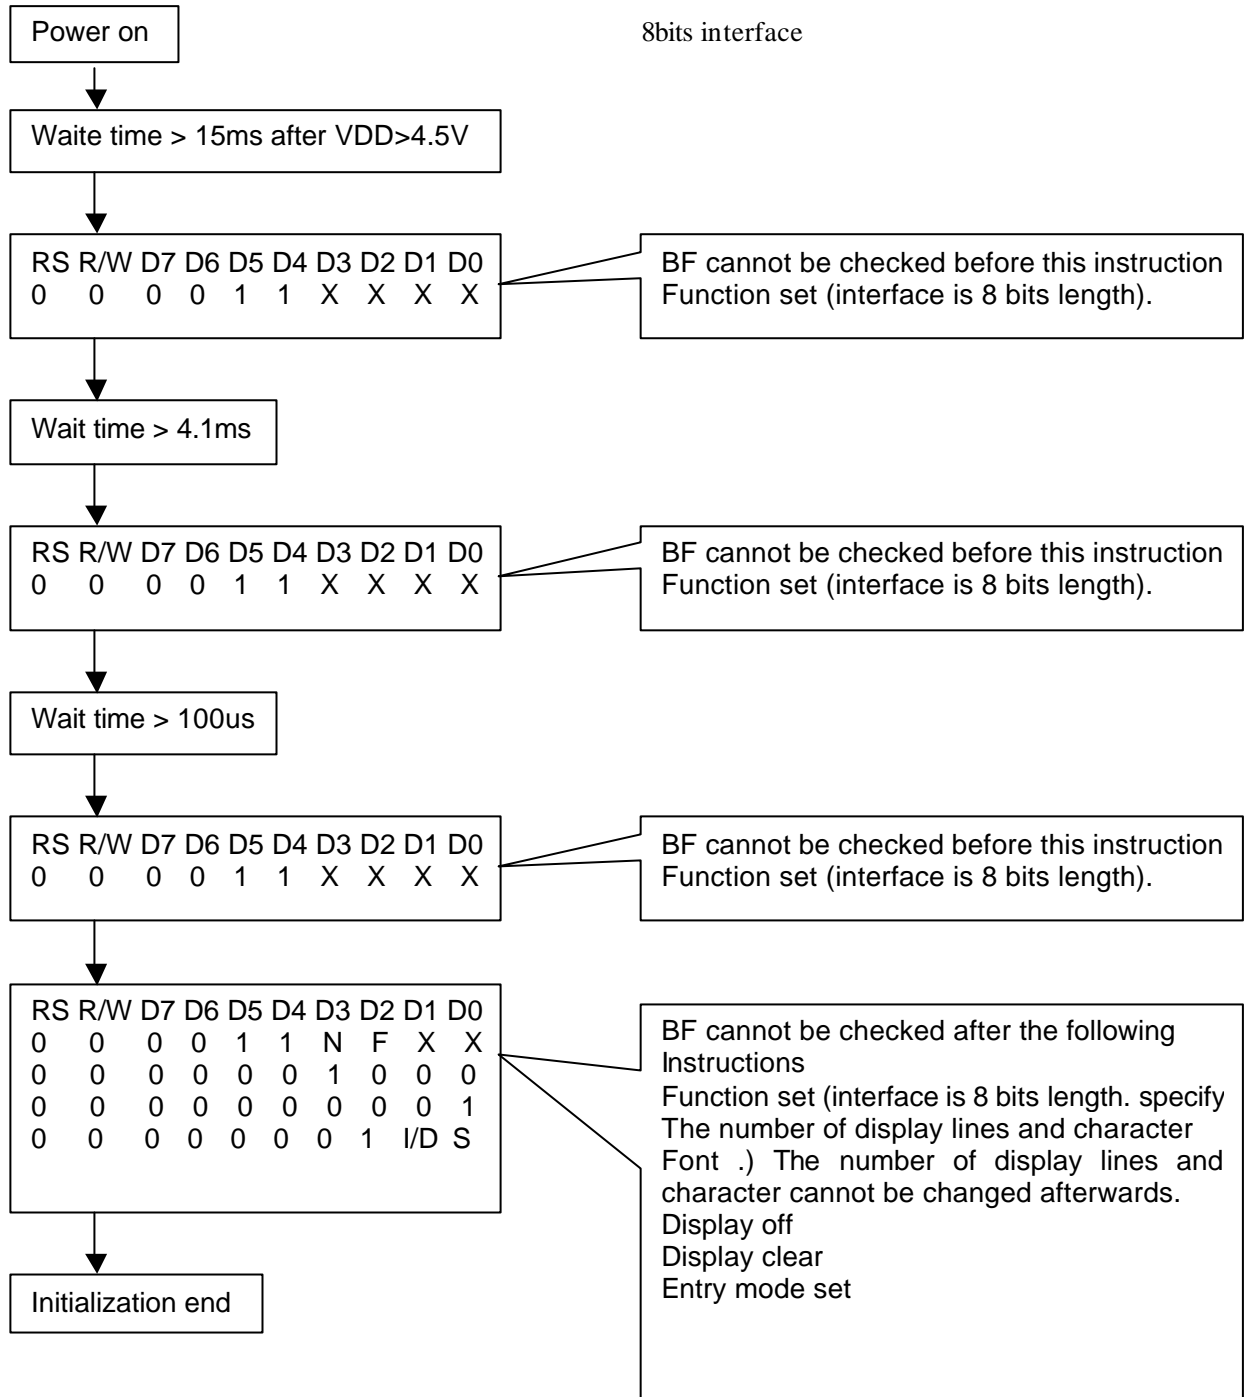 Power on
8bits interface
Waite time > 15ms after VDD>4.5V
RS R/W D7 D6 D5 D4 D3 D2 D1 D0
0 0 0 0 1 1 X X X X
BF cannot be checked before this instruction
Function set (interface is 8 bits length).
Wait time > 4.1ms
RS R/W D7 D6 D5 D4 D3 D2 D1 D0
0 0 0 0 1 1 X X X X
BF cannot be checked before this instruction
Function set (interface is 8 bits length).
Wait time > 100us
RS R/W D7 D6 D5 D4 D3 D2 D1 D0
0 0 0 0 1 1 X X X X
BF cannot be checked before this instruction
Function set (interface is 8 bits length).
RS R/W D7 D6 D5 D4 D3 D2 D1 D0
0 0 0 0 1 1 N F X X
0 0 0 0 0 0 1 0 0 0
0 0 0 0 0 0 0 0 0 1
0 0 0 0 0 0 0 1 I/D S
BF cannot be checked after the following
Instructions
Function set (interface is 8 bits length. specify
The number of display lines and character
Font .) The number of display lines and
character cannot be changed afterwards.
Display off
Display clear
Entry mode set
Initialization end